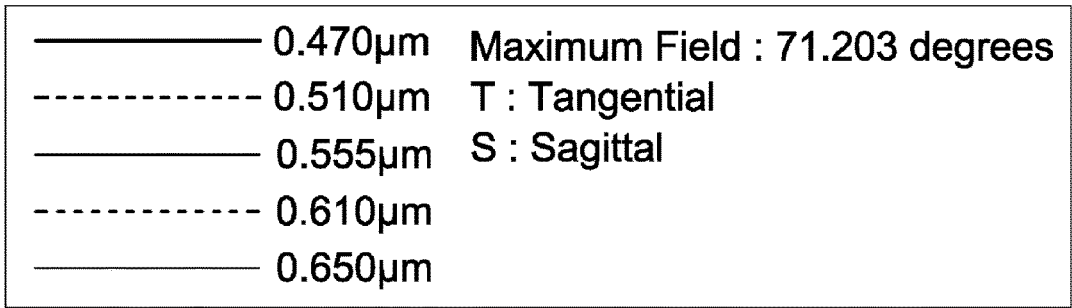 0.470μm
0.510μm
0.555μm
0.610μm
0.650μm
Maximum Field : 71.203 degrees
T : Tangential
S : Sagittal